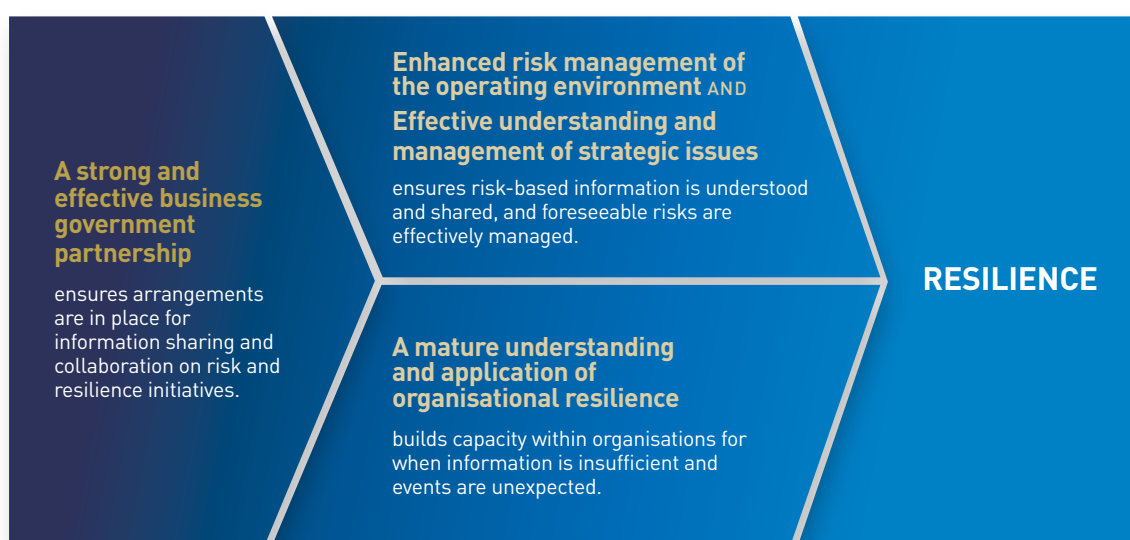 A strong and
effective business
government
partnership
ensures arrangements
are in place for
information sharing and
collaboration on risk and
resilience initiatives.
Enhanced risk management of
the operating environment AND
Effective understanding and
management of strategic issues
ensures risk-based information is understood
and shared, and foreseeable risks are
effectively managed.
A mature understanding
and application of
organisational resilience
builds capacity within organisations for
when information is insufficient and
events are unexpected.
RESILIENCE